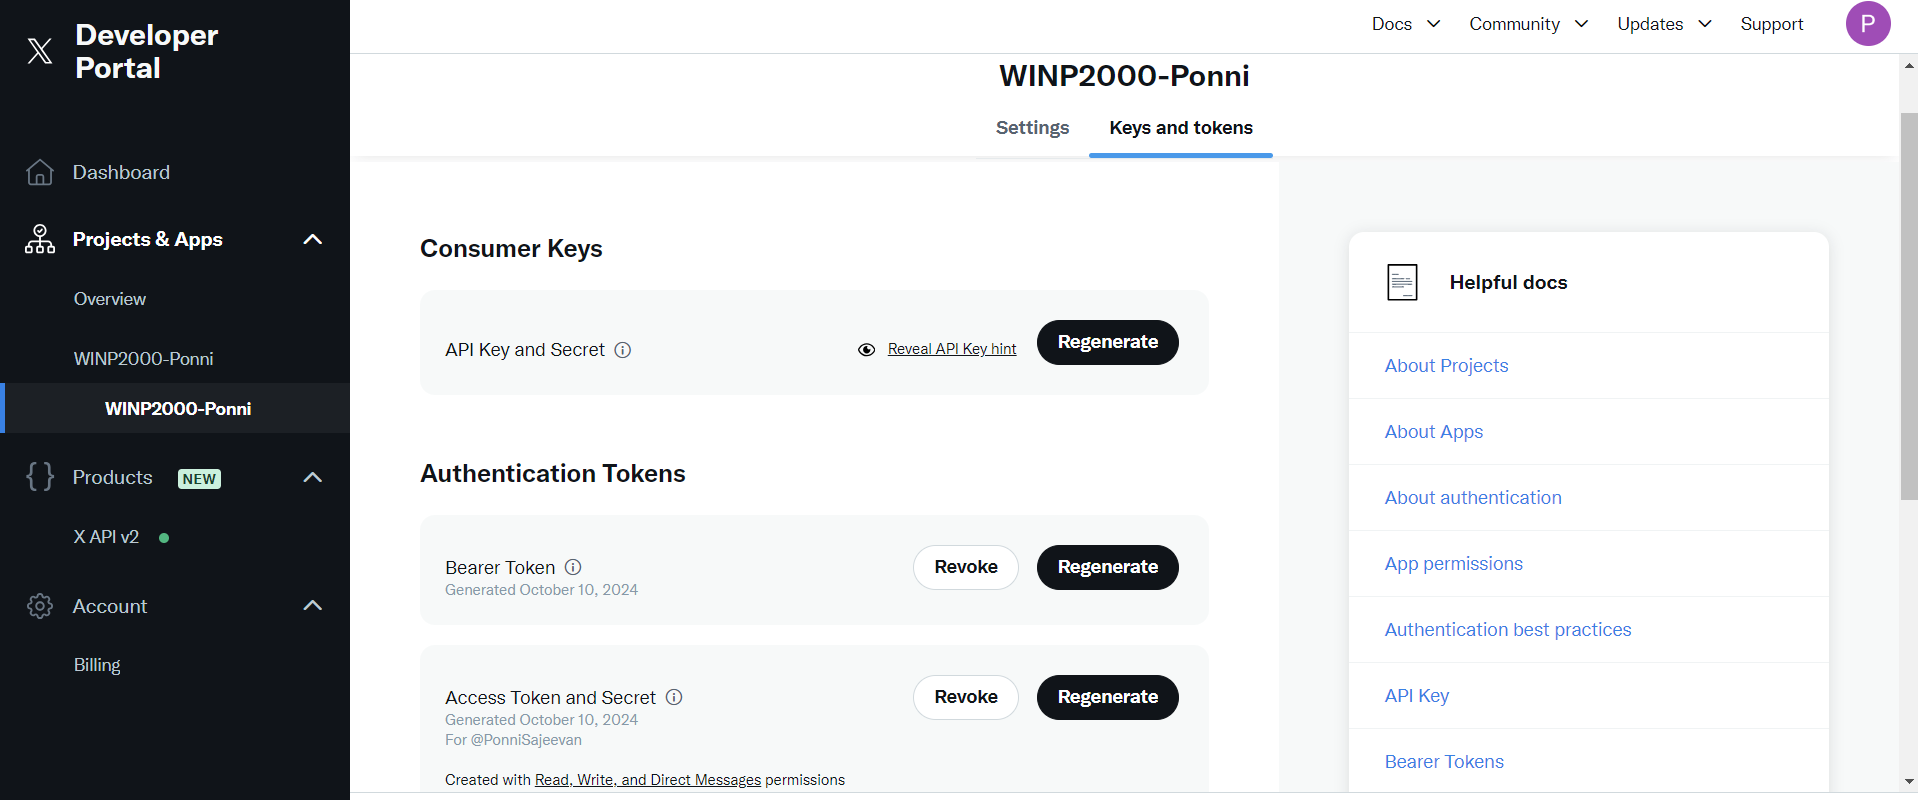 Developer
Portal
Dashboard
Projects & Apps
Overview
WINP2000-Ponni
WINP2000-Ponni
Products NEW
X API v2
Account
Billing
Docs Community Updates Support P
WINP2000-Ponni
Settings Keys and tokens
Consumer Keys
API Key and Secret Reveal API Key hint Regenerate
Authentication Tokens
Bearer Token Revoke Regenerate
Generated October 10, 2024
Access Token and Secret Revoke Regenerate
Generated October 10, 2024
For @PonniSajeevan
Created with Read, Write, and Direct Messages permissions
Helpful docs
About Projects
About Apps
About authentication
App permissions
Authentication best practices
API Key
Bearer Tokens